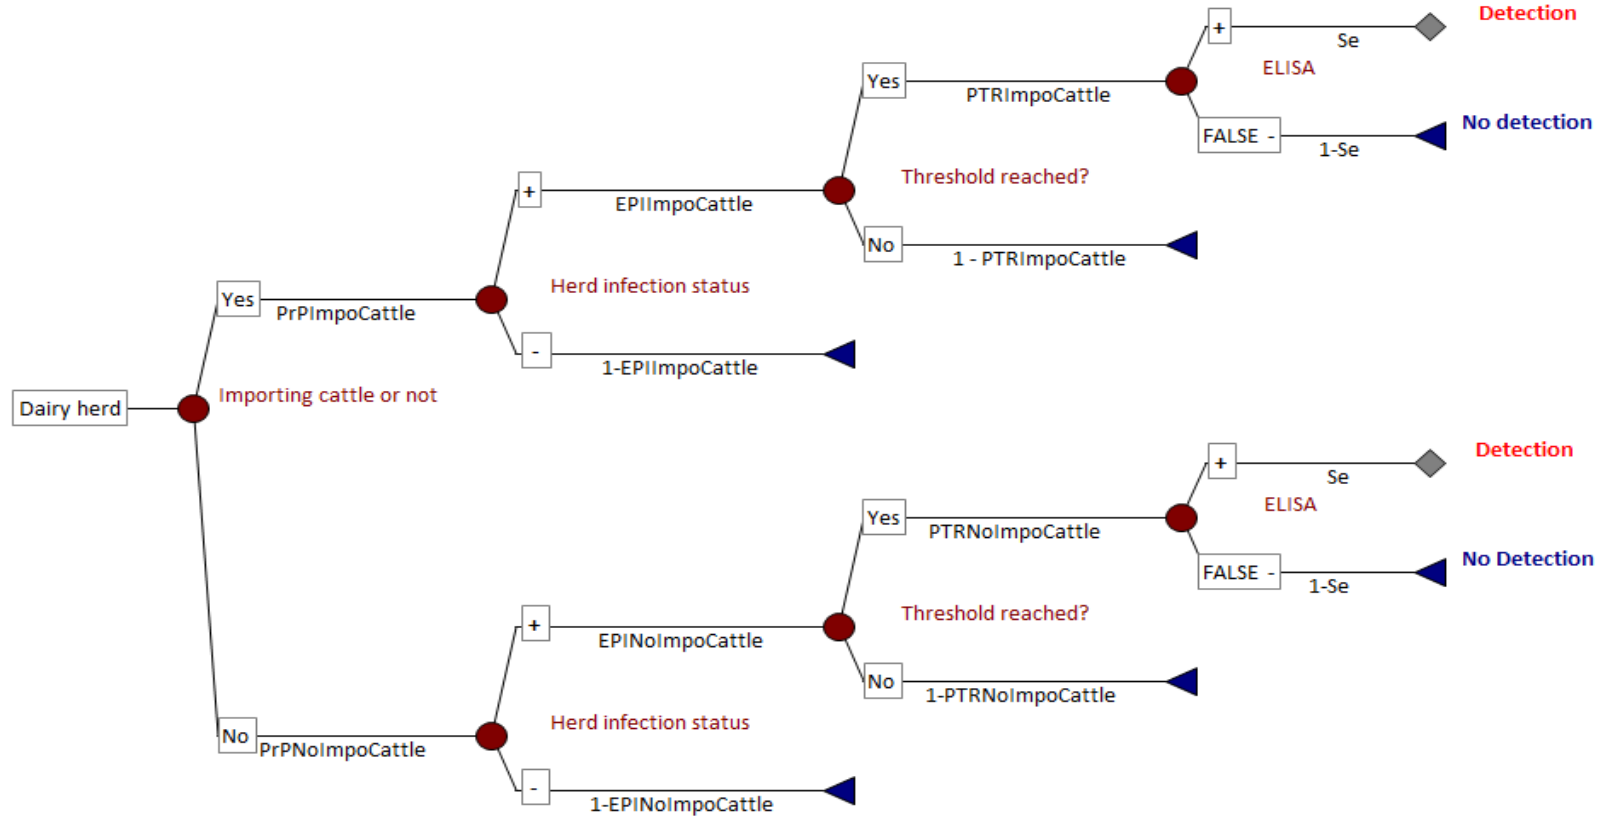 Detection
+
Se
ELISA
Yes
PTRImpoCattle
No detection
FALSE -
1-Se
Threshold reached?
+
EPIImpoCattle
No
1 - PTRImpoCattle
Herd infection status
Yes
PrPImpoCattle
-
1-EPIImpoCattle
Importing cattle or not
Dairy herd
Detection
+
Se
ELISA
Yes
PTRNoImpoCattle
No Detection
FALSE -
1-Se
Threshold reached?
+
EPINoImpoCattle
No
1-PTRNoImpoCattle
Herd infection status
No
PrPNoImpoCattle
-
1-EPINoImpoCattle